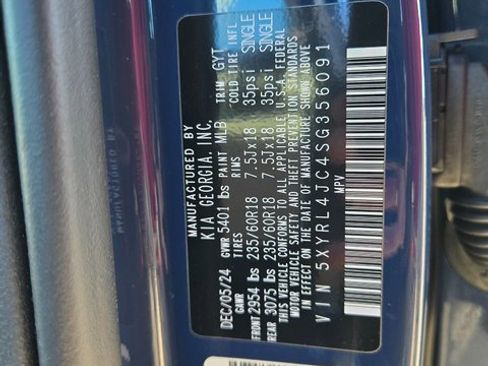 MANUFACTURED BY
KIA GEORGIA, INC.
DEC/05/24 GVWR 5401 lbs PAINT MLB TRIM GYT
GAWR TIRES RIMS COLD TIRE INFL
FRONT 2954 lbs 235/60R18 7.5Jx18 35psi SINGLE
REAR 3075 lbs 235/60R18 7.5Jx18 35psi SINGLE
THIS VEHICLE CONFORMS TO ALL APPLICABLE U.S.A. FEDERAL
MOTOR VEHICLE SAFETY AND THEFT PREVENTION STANDARDS
IN EFFECT ON THE DATE OF MANUFACTURE SHOWN ABOVE
VIN 5XYRL4JC4SG356091
MPV